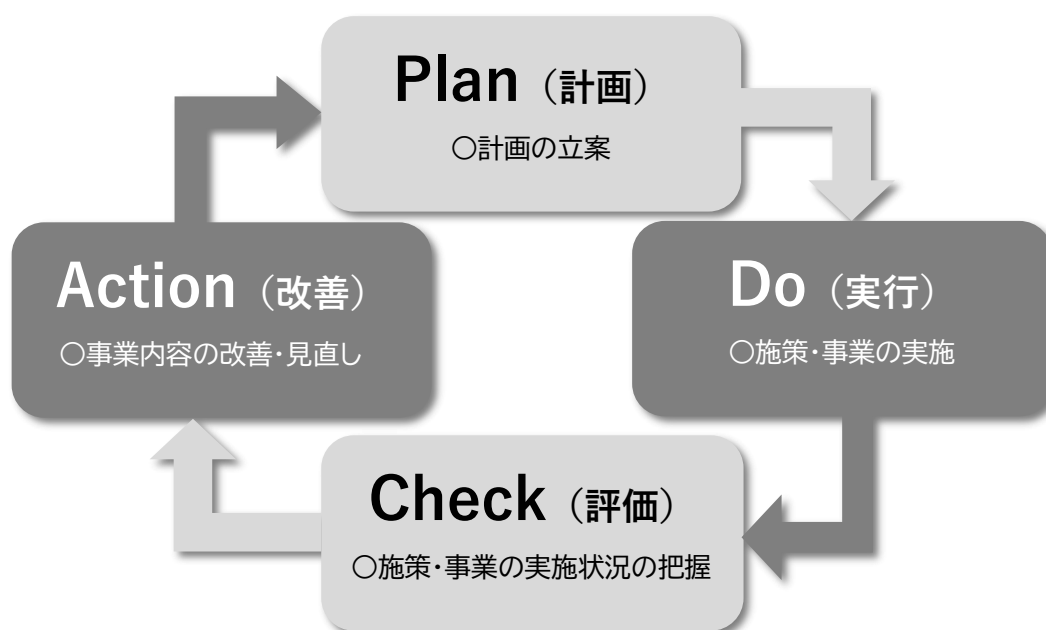 Plan（計画）
○計画の立案
Do（実行）
○施策・事業の実施
Check（評価）
○施策・事業の実施状況の把握
Action（改善）
○事業内容の改善・見直し